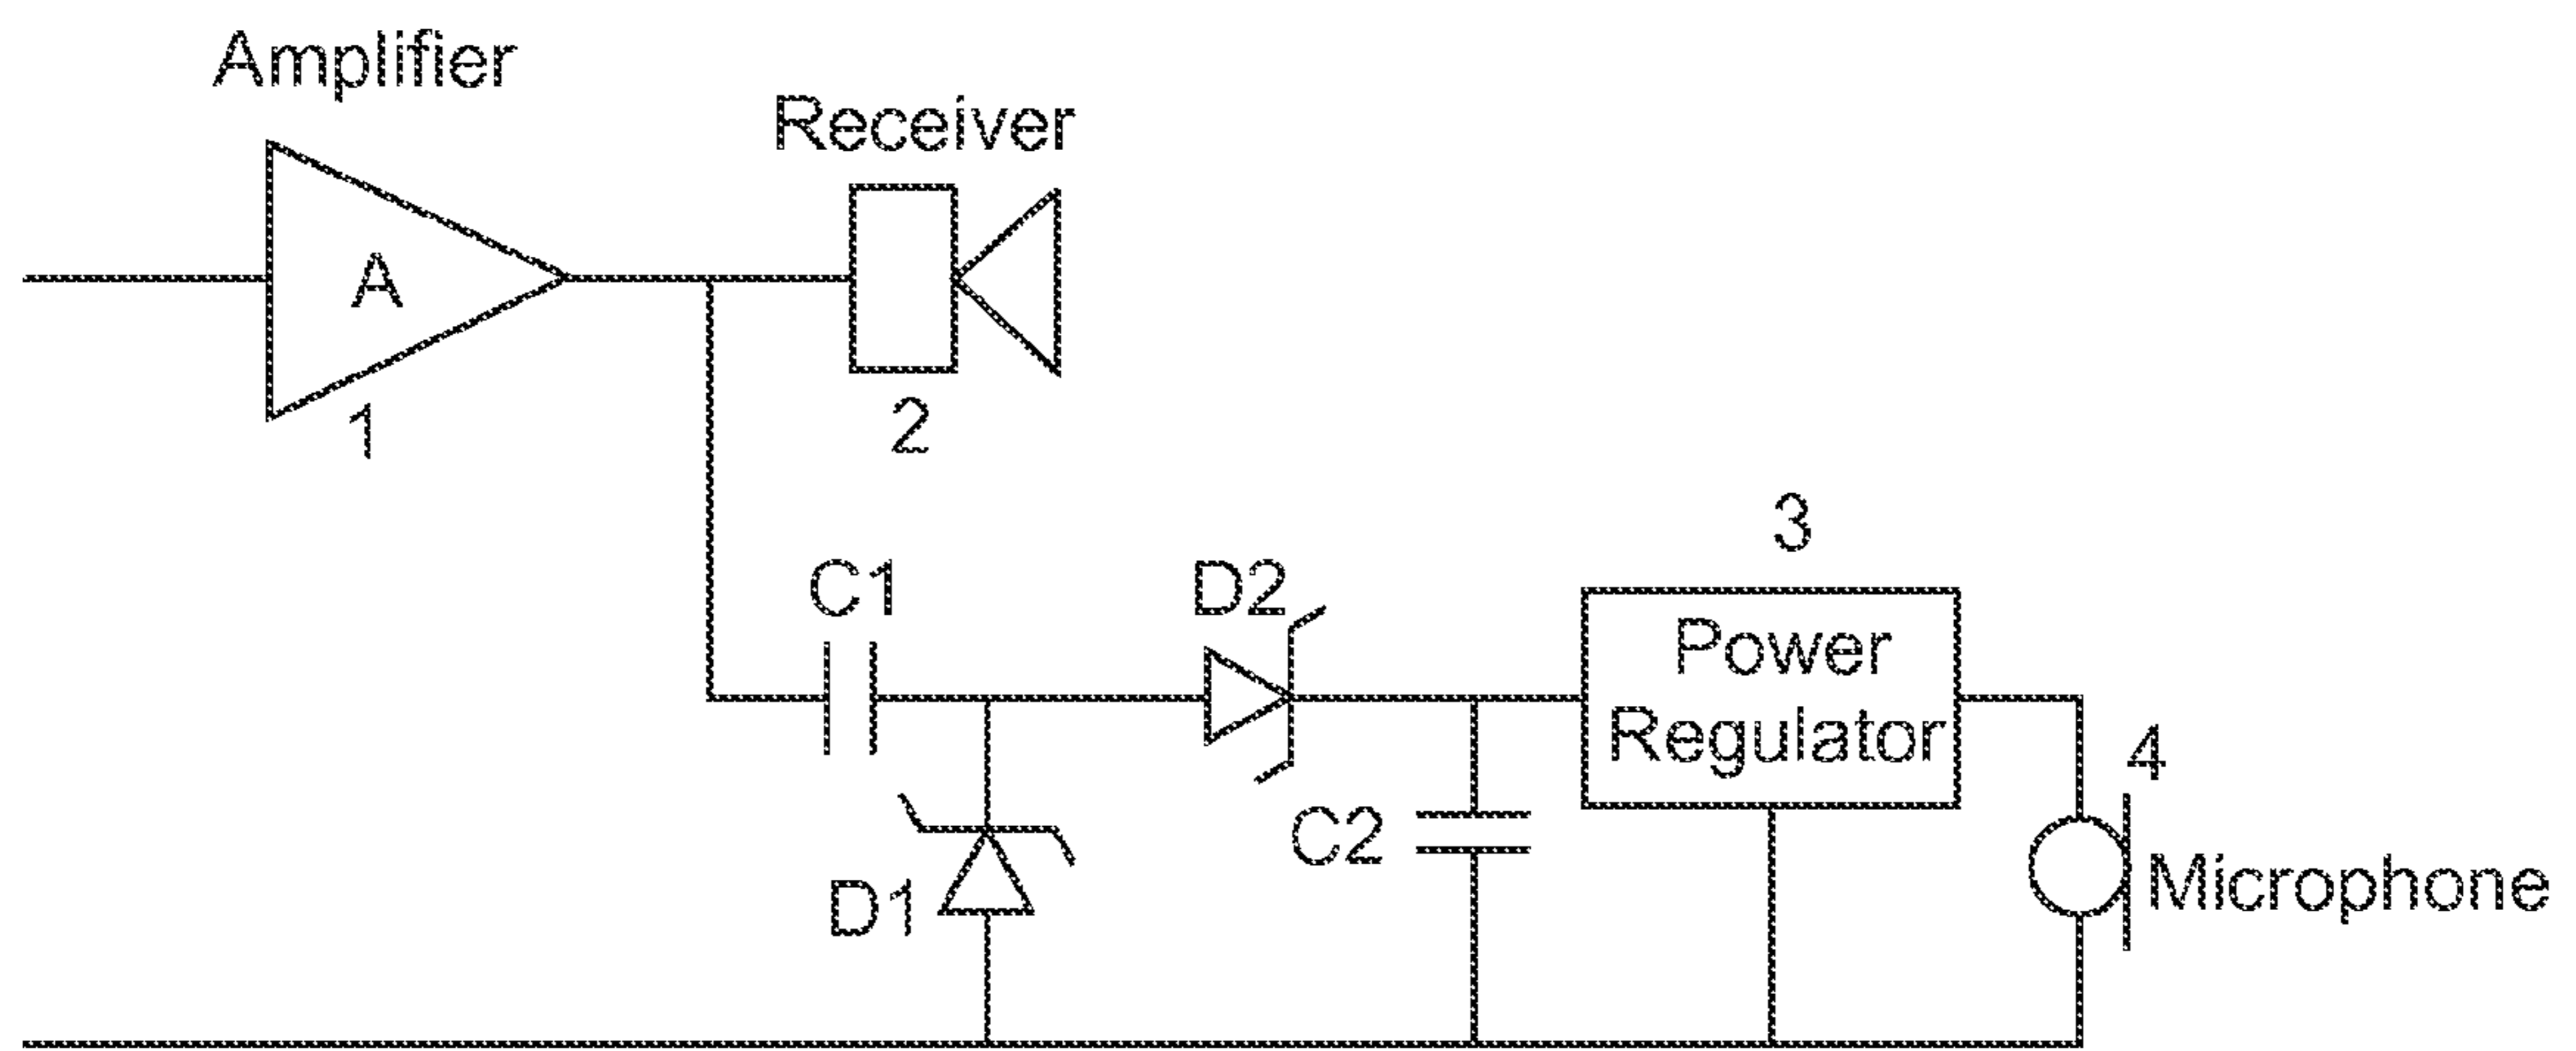 Amplifier
Receiver
A
1
2
3
C1
D2
Power
Regulator
4
C2
D1
Microphone